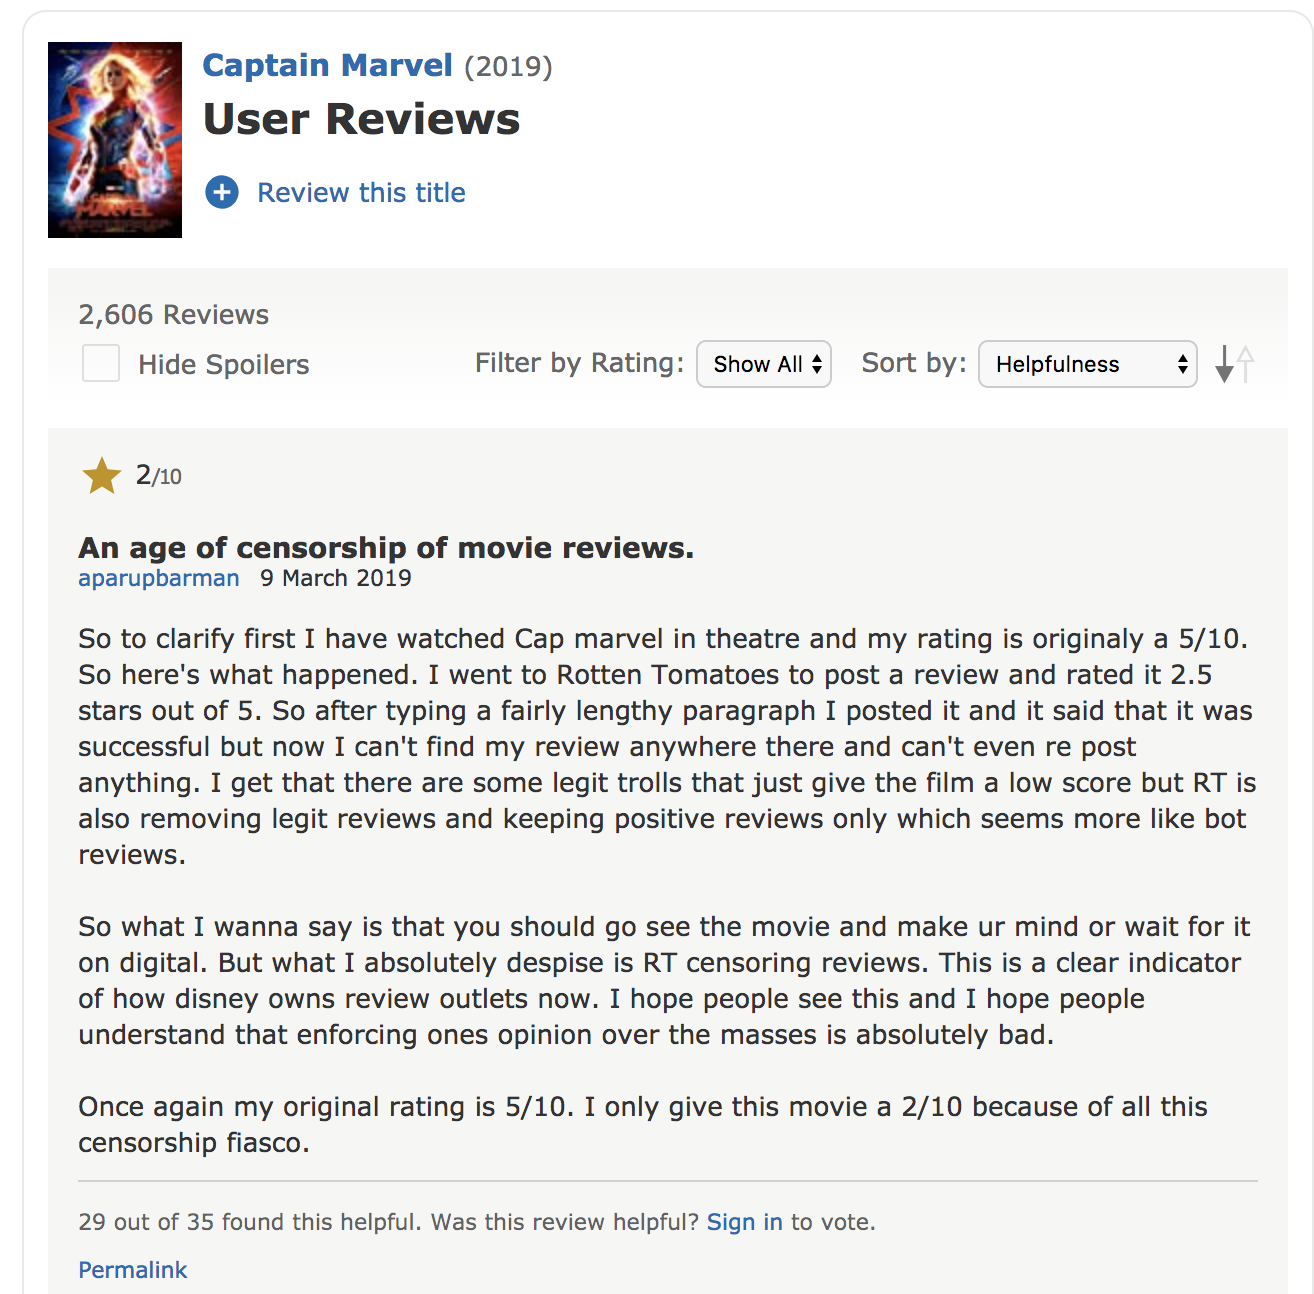 Captain Marvel (2019)
User Reviews
Review this title
CAPTAIN
MARVEL
2,606 Reviews
Hide Spoilers
Filter by Rating:
Show All
Sort by:
Helpfulness
2/10
An age of censorship of movie reviews.
aparupbarman 9 March 2019
So to clarify first I have watched Cap marvel in theatre and my rating is originaly a 5/10.
So here's what happened. I went to Rotten Tomatoes to post a review and rated it 2.5
stars out of 5. So after typing a fairly lengthy paragraph I posted it and it said that it was
successful but now I can't find my review anywhere there and can't even re post
anything. I get that there are some legit trolls that just give the film a low score but RT is
also removing legit reviews and keeping positive reviews only which seems more like bot
reviews.
So what I wanna say is that you should go see the movie and make ur mind or wait for it
on digital. But what I absolutely despise is RT censoring reviews. This is a clear indicator
of how disney owns review outlets now. I hope people see this and I hope people
understand that enforcing ones opinion over the masses is absolutely bad.
Once again my original rating is 5/10. I only give this movie a 2/10 because of all this
censorship fiasco.
29 out of 35 found this helpful. Was this review helpful? Sign in to vote.
Permalink